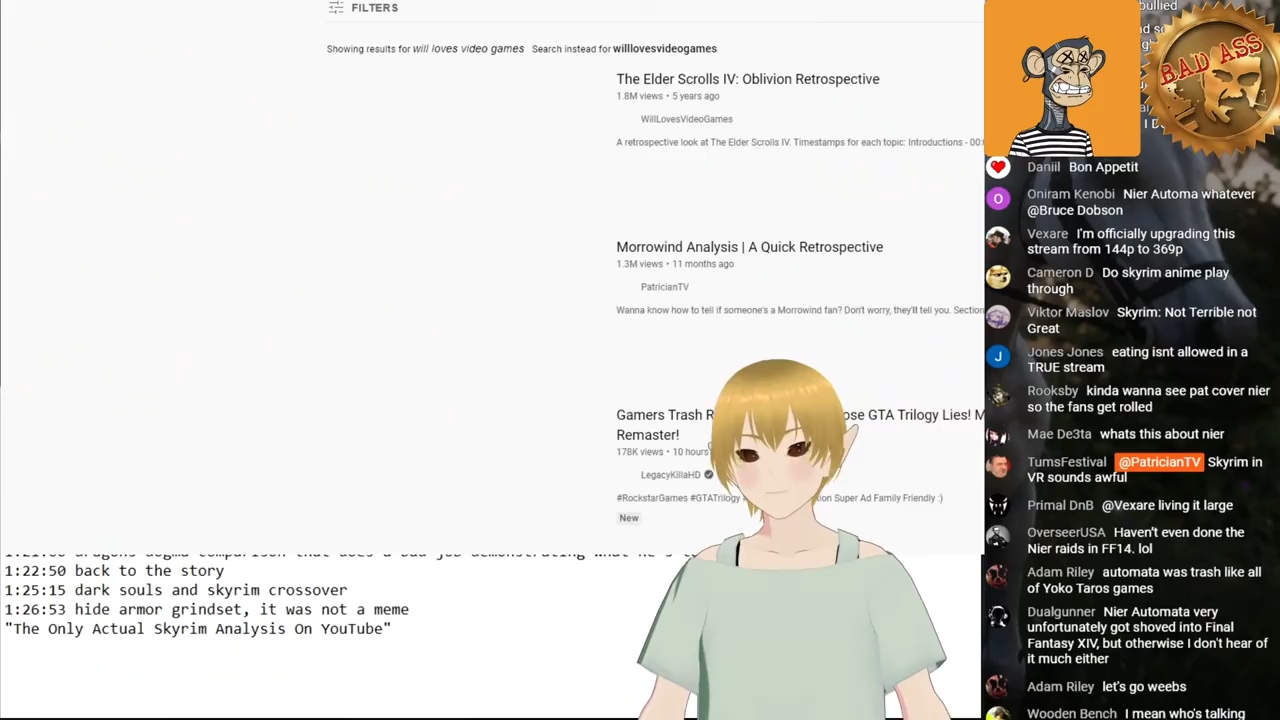 FILTERS
Showing results for will loves video games Search instead for willlovesvideogames
The Elder Scrolls IV: Oblivion Retrospective
1.8M views • 5 years ago
WillLovesVideoGames
A retrospective look at The Elder Scrolls IV. Timestamps for each topic: Introductions - 00:
Morrowind Analysis | A Quick Retrospective
1.3M views • 11 months ago
PatricianTV
Wanna know how to tell if someone's a Morrowind fan? Don't worry, they'll tell you. Section
Gamers Trash R ose GTA Trilogy Lies! M
Remaster!
178K views • 10 hours
LegacyKillaHD
#RockstarGames #GTATrilogy ion Super Ad Family Friendly :)
New
1:22:50 back to the story
1:25:15 dark souls and skyrim crossover
1:26:53 hide armor grindset, it was not a meme
"The Only Actual Skyrim Analysis On YouTube"
bullied
BAD ASS
Daniil Bon Appetit
Oniram Kenobi Nier Automa whatever
@Bruce Dobson
Vexare I'm officially upgrading this
stream from 144p to 369p
Cameron D Do skyrim anime play
through
Viktor Maslov Skyrim: Not Terrible not
Great
J
Jones Jones eating isnt allowed in a
TRUE stream
Rooksby kinda wanna see pat cover nier
so the fans get rolled
Mae De3ta whats this about nier
TumsFestival @PatricianTV Skyrim in
VR sounds awful
Primal DnB @Vexare living it large
OverseerUSA Haven't even done the
Nier raids in FF14. lol
Adam Riley automata was trash like all
of Yoko Taros games
Dualgunner Nier Automata very
unfortunately got shoved into Final
Fantasy XIV, but otherwise I don't hear of
it much either
Adam Riley let's go weebs
Wooden Bench I mean who's talking